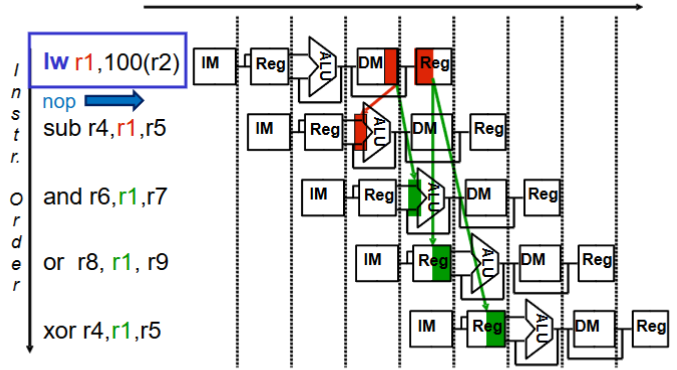 Instr. Order
lw r1,100(r2)
IM Reg ALU DM Reg
nop
sub r4,r1,r5
IM Reg ALU DM Reg
and r6,r1,r7
IM Reg ALU DM Reg
or r8, r1, r9
IM Reg ALU DM Reg
xor r4,r1,r5
IM Reg ALU DM Reg